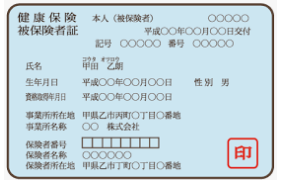 健康保険 本人（被保険者） ○○○○○
被保険者証 平成○○年○○月○○日交付
記号 ○○○○○ 番号 ○○○○○
コウタ オツロウ
氏名 甲田 乙朗
生年月日 平成○○年○○月○○日 性別 男
資格取得年月日 平成○○年○○月○○日
事業所所在地 甲県乙市丙町○丁目○番地
事業所名称 ○○ 株式会社
保険者番号
保険者名称 ○○○○○○
保険者所在地 甲県乙市丁町○丁目○番地
印